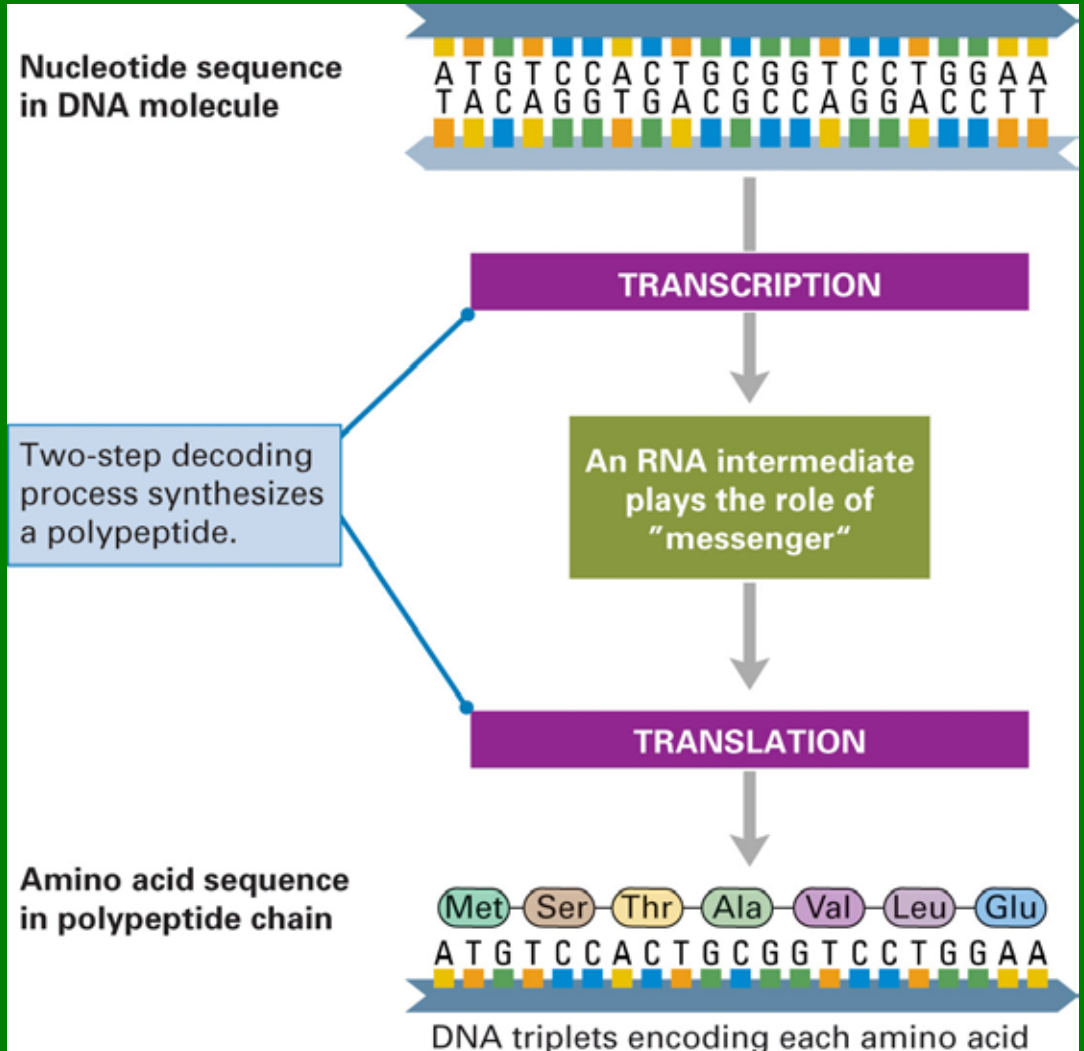 Nucleotide sequence
in DNA molecule
A T G T C C A C T G C G G T C C T G G A A
T A C A G G T G A C G C C A G G A C C T T
TRANSCRIPTION
Two-step decoding
process synthesizes
a polypeptide.
An RNA intermediate
plays the role of
"messenger“
TRANSLATION
Amino acid sequence
in polypeptide chain
Met Ser Thr Ala Val Leu Glu
A T G T C C A C T G C G G T C C T G G A A
DNA triplets encoding each amino acid